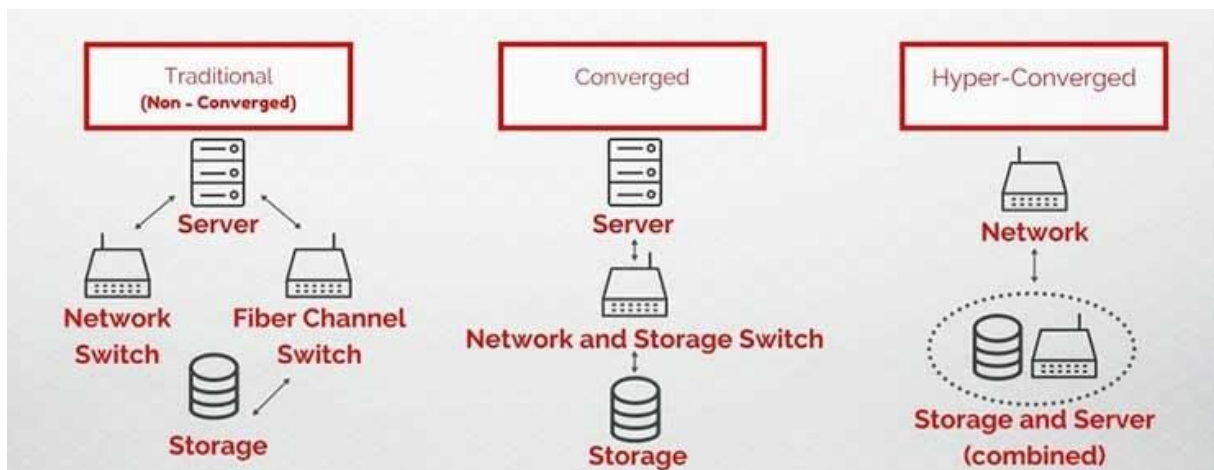 Traditional
(Non - Converged)
Server
Network
Switch
Fiber Channel
Switch
Storage
Converged
Server
Network and Storage Switch
Storage
Hyper-Converged
Network
Storage and Server
(combined)